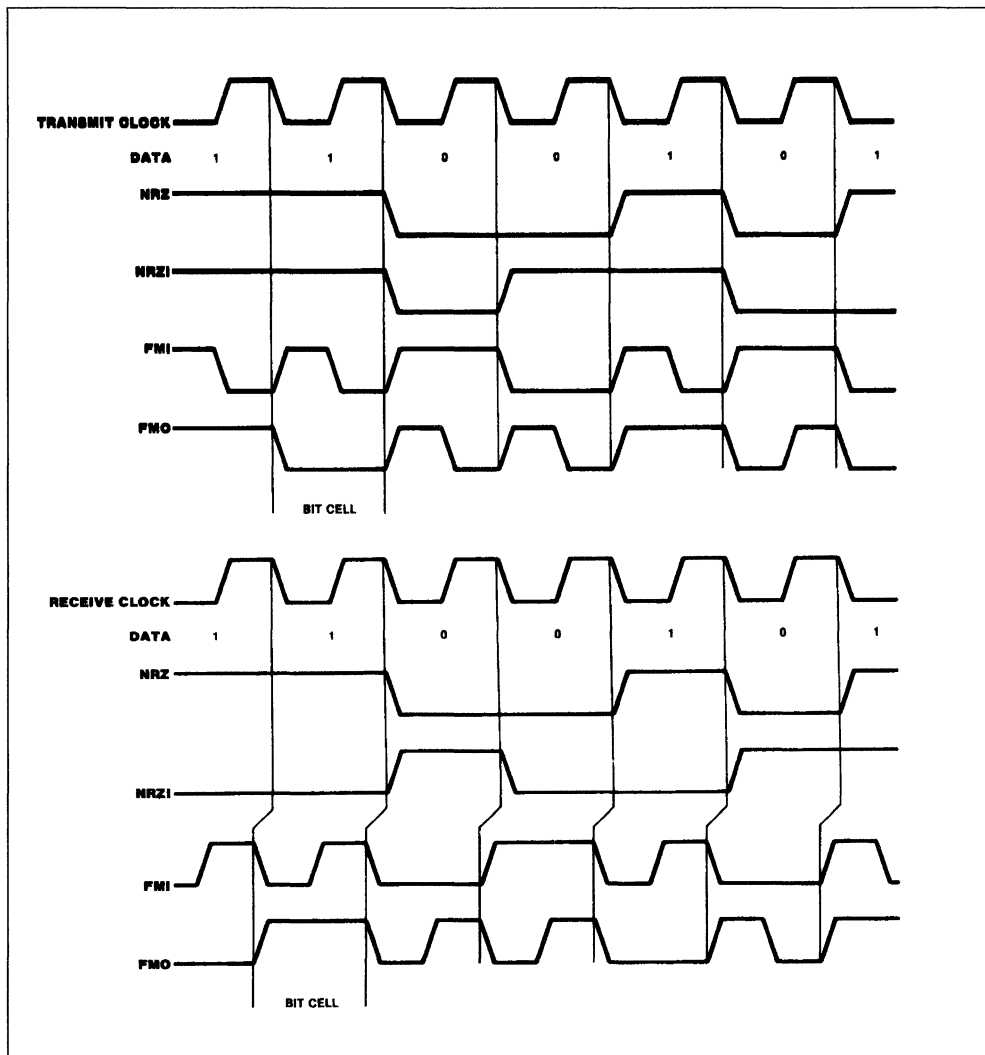 TRANSMIT CLOCK
DATA 1 1 0 0 1 0 1
NRZ
NRZI
FMI
FMO
BIT CELL
RECEIVE CLOCK
DATA 1 1 0 0 1 0 1
NRZ
NRZI
FMI
FMO
BIT CELL